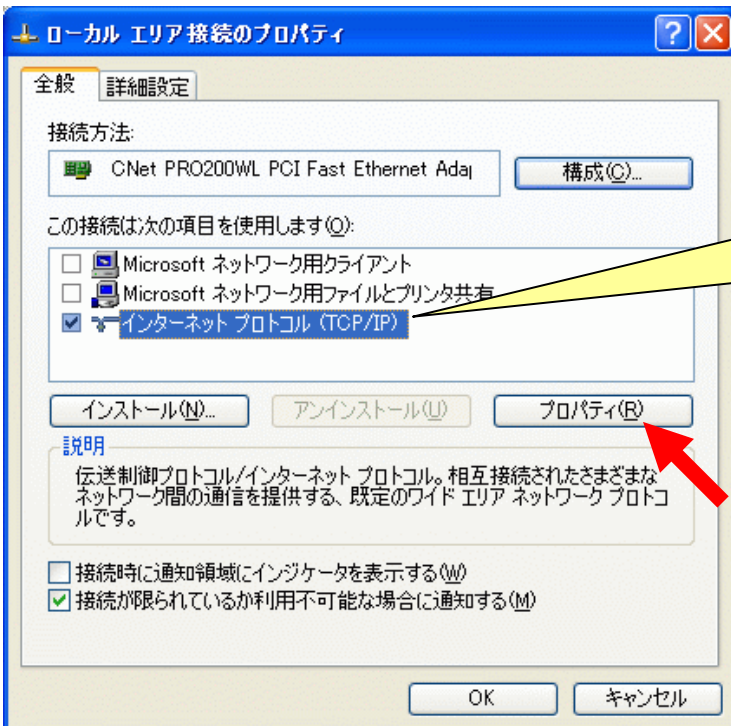 ローカル エリア接続のプロパティ
全般 詳細設定
接続方法:
CNet PRO200WL PCI Fast Ethernet Ada
構成(C)...
この接続は次の項目を使用します(O):
Microsoft ネットワーク用クライアント
Microsoft ネットワーク用ファイルとプリンタ共有
インターネット プロトコル (TCP/IP)
インストール(N)... アンインストール(U) プロパティ(R)
説明
伝送制御プロトコル/インターネット プロトコル。相互接続されたさまざまな
ネットワーク間の通信を提供する、既定のワイド エリア ネットワーク プロトコ
ルです。
接続時に通知領域にインジケータを表示する(W)
接続が限られているか利用不可能な場合に通知する(M)
OK キャンセル